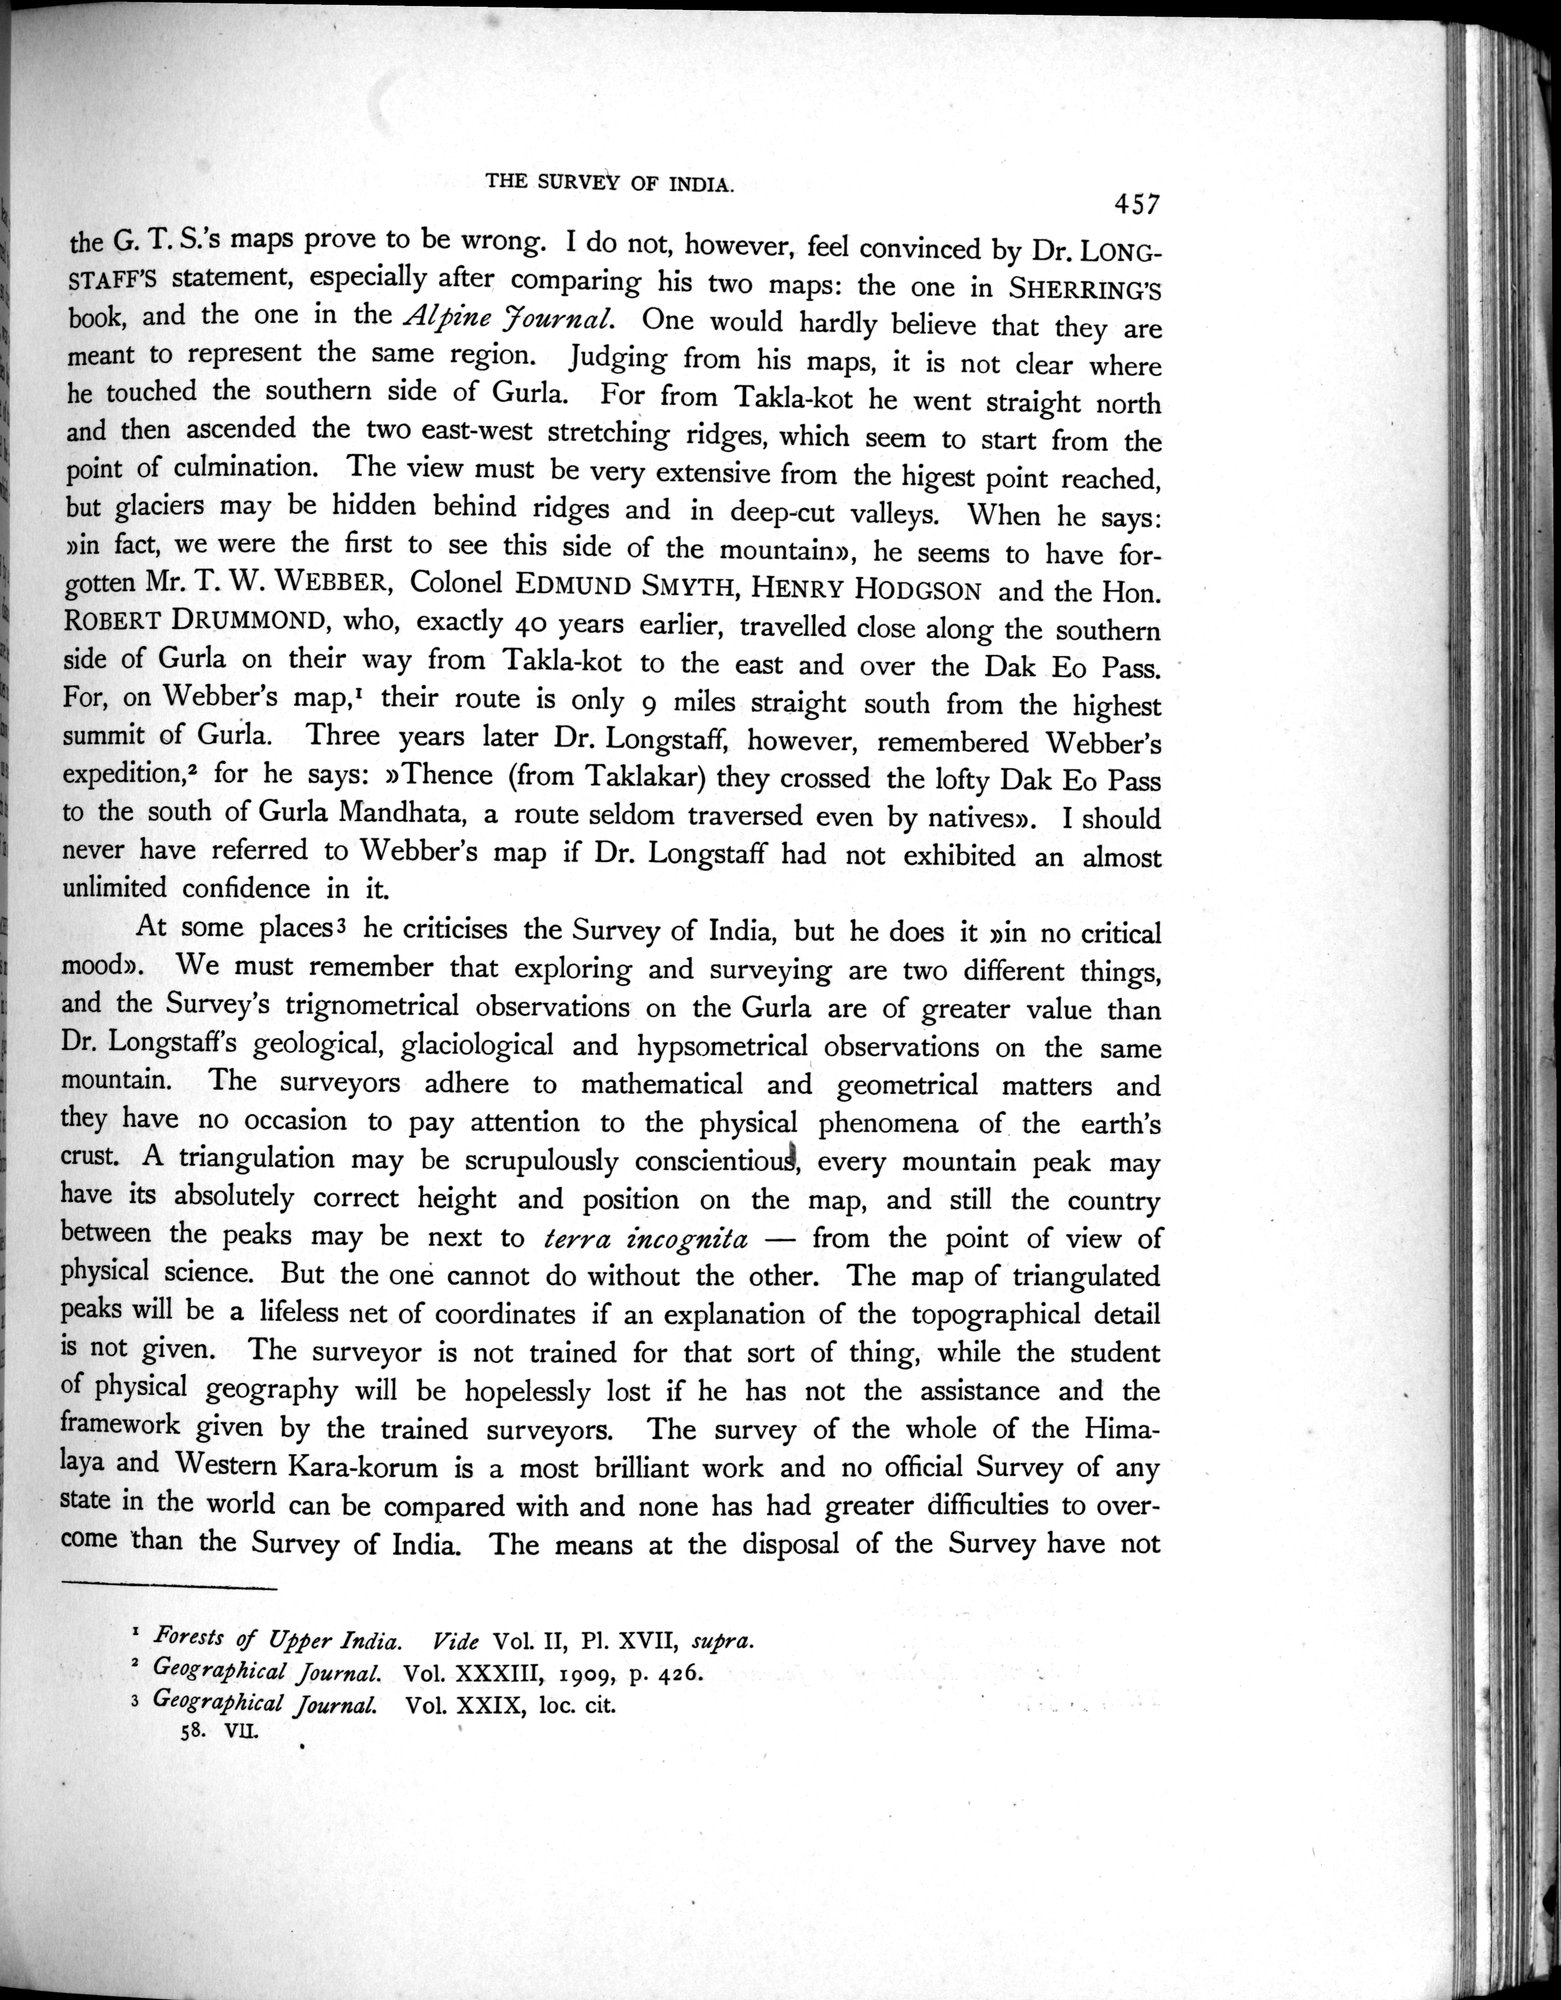 THE SURVEY OF INDIA.
457
the G. T. S.'s maps prove to be wrong. I do not, however, feel convinced by Dr. LONG-
STAFF'S statement, especially after comparing his two maps: the one in SHERRING'S
book, and the one in the Alpine Journal. One would hardly believe that they are
meant to represent the same region. Judging from his maps, it is not clear where
he touched the southern side of Gurla. For from Takla-kot he went straight north
and then ascended the two east-west stretching ridges, which seem to start from the
point of culmination. The view must be very extensive from the higest point reached,
but glaciers may be hidden behind ridges and in deep-cut valleys. When he says:
»in fact, we were the first to see this side of the mountain», he seems to have for-
gotten Mr. T. W. WEBBER, Colonel EDMUND SMYTH, HENRY HODGSON and the Hon.
ROBERT DRUMMOND, who, exactly 40 years earlier, travelled close along the southern
side of Gurla on their way from Takla-kot to the east and over the Dak Eo Pass.
For, on Webber's map,¹ their route is only 9 miles straight south from the highest
summit of Gurla. Three years later Dr. Longstaff, however, remembered Webber's
expedition,² for he says: »Thence (from Taklakar) they crossed the lofty Dak Eo Pass
to the south of Gurla Mandhata, a route seldom traversed even by natives». I should
never have referred to Webber's map if Dr. Longstaff had not exhibited an almost
unlimited confidence in it.
At some places³ he criticises the Survey of India, but he does it »in no critical
mood». We must remember that exploring and surveying are two different things,
and the Survey's trignometrical observations on the Gurla are of greater value than
Dr. Longstaff's geological, glaciological and hypsometrical observations on the same
mountain. The surveyors adhere to mathematical and geometrical matters and
they have no occasion to pay attention to the physical phenomena of the earth's
crust. A triangulation may be scrupulously conscientious, every mountain peak may
have its absolutely correct height and position on the map, and still the country
between the peaks may be next to terra incognita — from the point of view of
physical science. But the one cannot do without the other. The map of triangulated
peaks will be a lifeless net of coordinates if an explanation of the topographical detail
is not given. The surveyor is not trained for that sort of thing, while the student
of physical geography will be hopelessly lost if he has not the assistance and the
framework given by the trained surveyors. The survey of the whole of the Hima-
laya and Western Kara-korum is a most brilliant work and no official Survey of any
state in the world can be compared with and none has had greater difficulties to over-
come than the Survey of India. The means at the disposal of the Survey have not
¹ Forests of Upper India. Vide Vol. II, Pl. XVII, supra.
² Geographical Journal. Vol. XXXIII, 1909, p. 426.
³ Geographical Journal. Vol. XXIX, loc. cit.
58. VII.